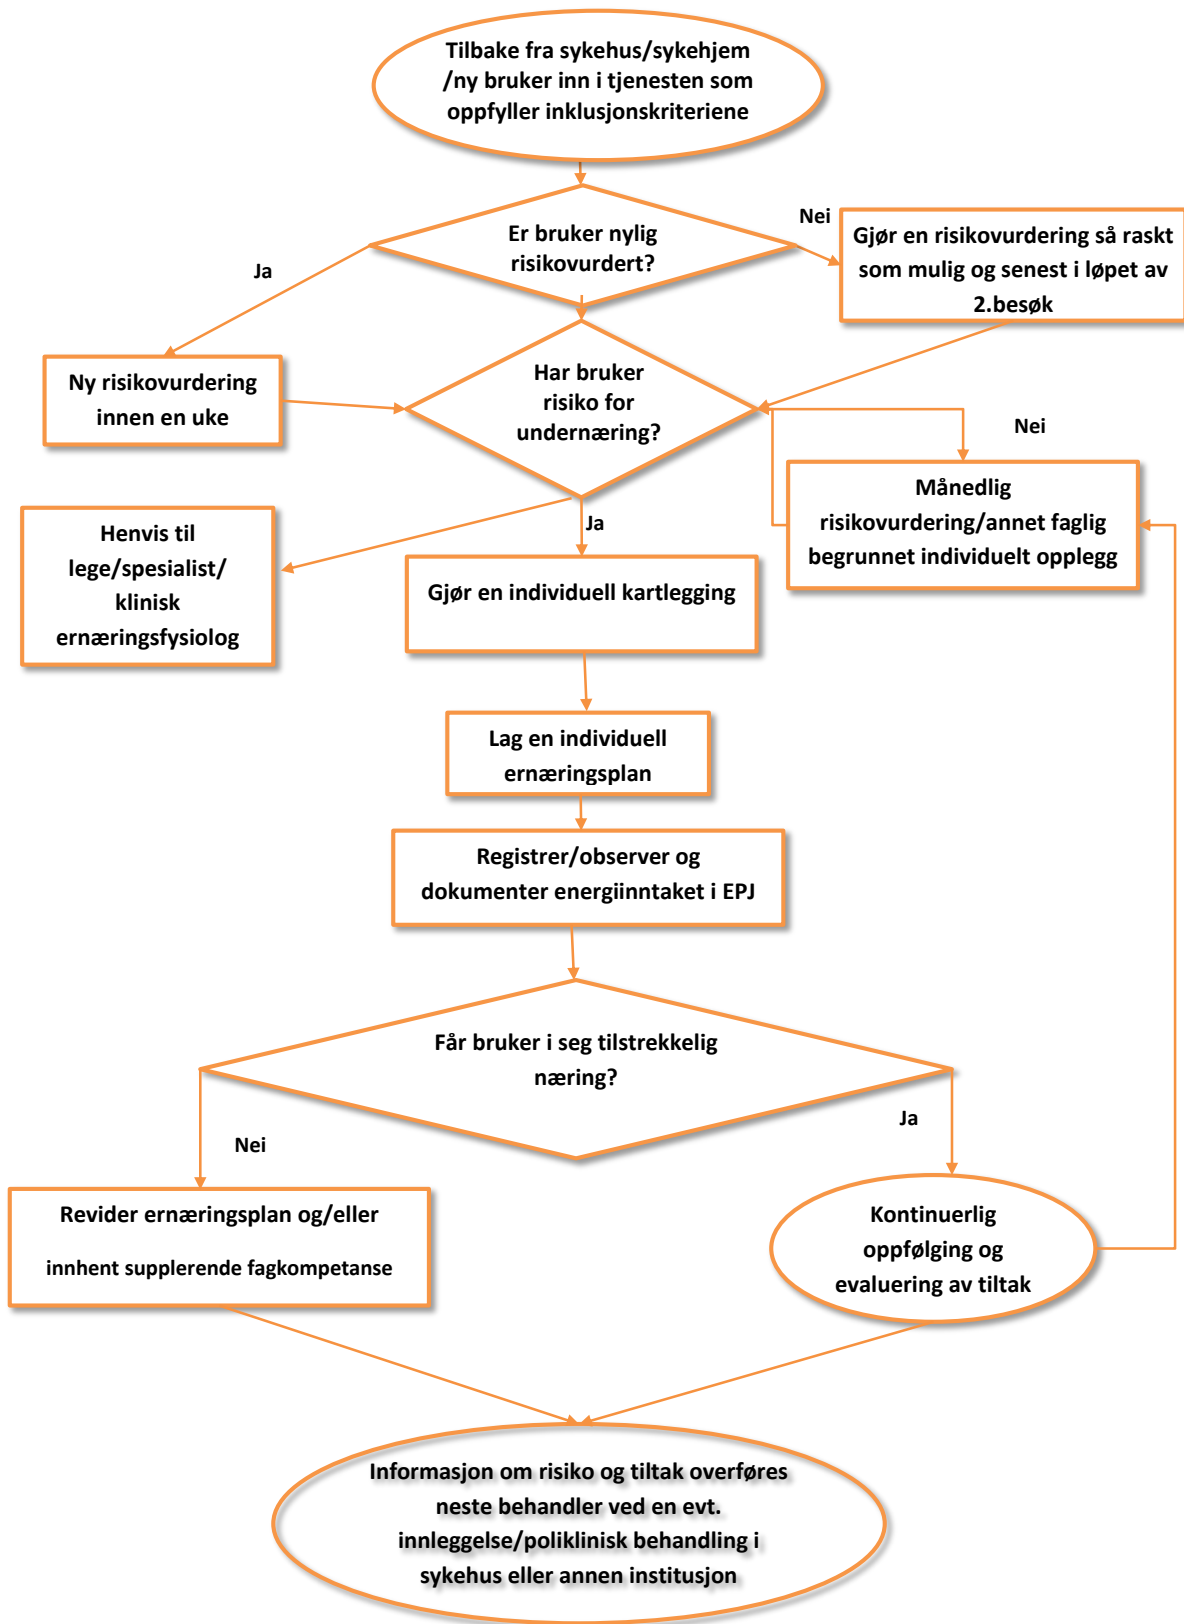 Tilbake fra sykehus/sykehjem
/ny bruker inn i tjenesten som
oppfyller inklusjonskriteriene
Er bruker nylig
risikovurdert?
Nei
Gjør en risikovurdering så raskt
som mulig og senest i løpet av
2.besøk
Ja
Ny risikovurdering
innen en uke
Har bruker
risiko for
undernæring?
Nei
Månedlig
risikovurdering/annet faglig
begrunnet individuelt opplegg
Henvis til
lege/spesialist/
klinisk
ernæringsfysiolog
Ja
Gjør en individuell kartlegging
Lag en individuell
ernæringsplan
Registrer/observer og
dokumenter energiinntaket i EPJ
Får bruker i seg tilstrekkelig
næring?
Nei
Ja
Revider ernæringsplan og/eller
innhent supplerende fagkompetanse
Kontinuerlig
oppfølging og
evaluering av tiltak
Informasjon om risiko og tiltak overføres
neste behandler ved en evt.
innleggelse/poliklinisk behandling i
sykehus eller annen institusjon